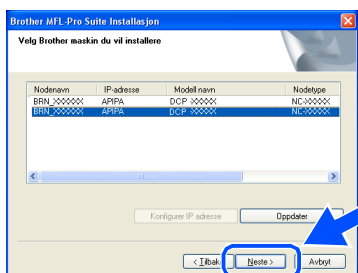 Brother MFL-Pro Suite Installasjon
Velg Brother maskin du vil installere
Nodenavn IP-adresse Modell navn Nodetype
BRN_XXXXXX APIPA DCP XXXXX NC-XXXXX
BRN_XXXXXX APIPA DCP XXXXX NC-XXXXX
Konfigurer IP adresse Oppdater
< Tilbake Neste > Avbryt